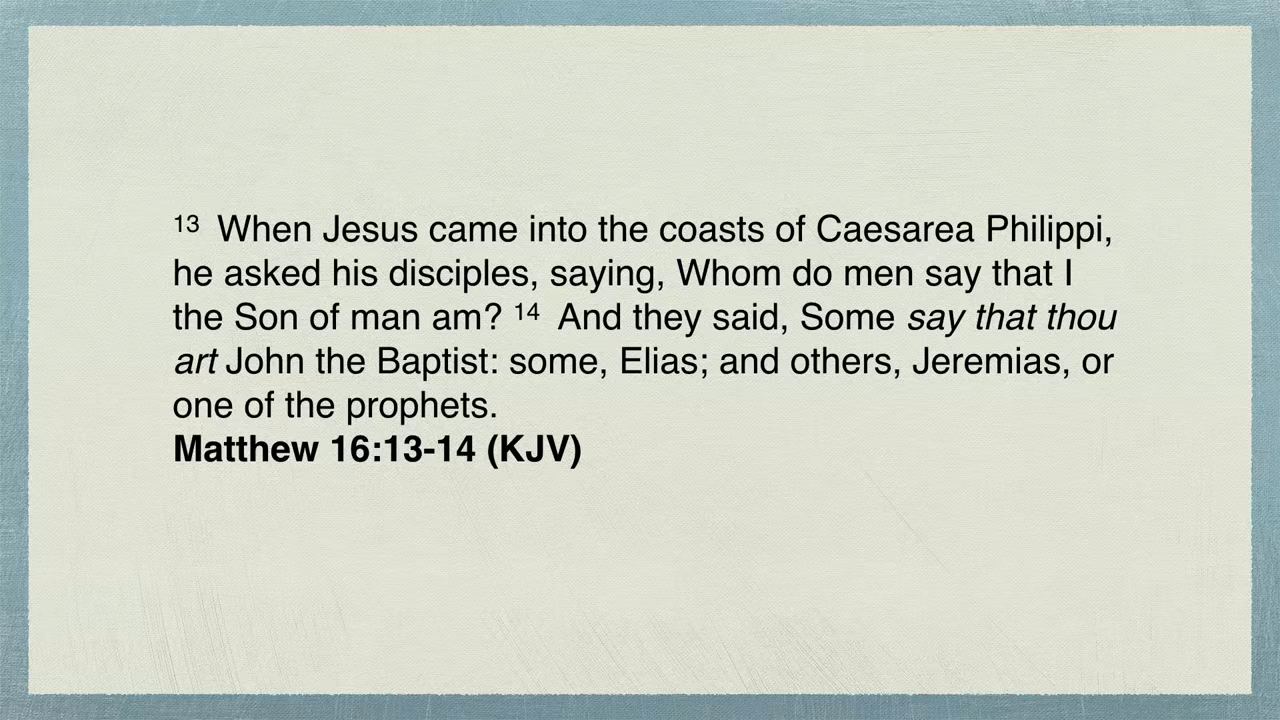 13 When Jesus came into the coasts of Caesarea Philippi,
he asked his disciples, saying, Whom do men say that I
the Son of man am? 14 And they said, Some say that thou
art John the Baptist: some, Elias; and others, Jeremias, or
one of the prophets.
Matthew 16:13-14 (KJV)